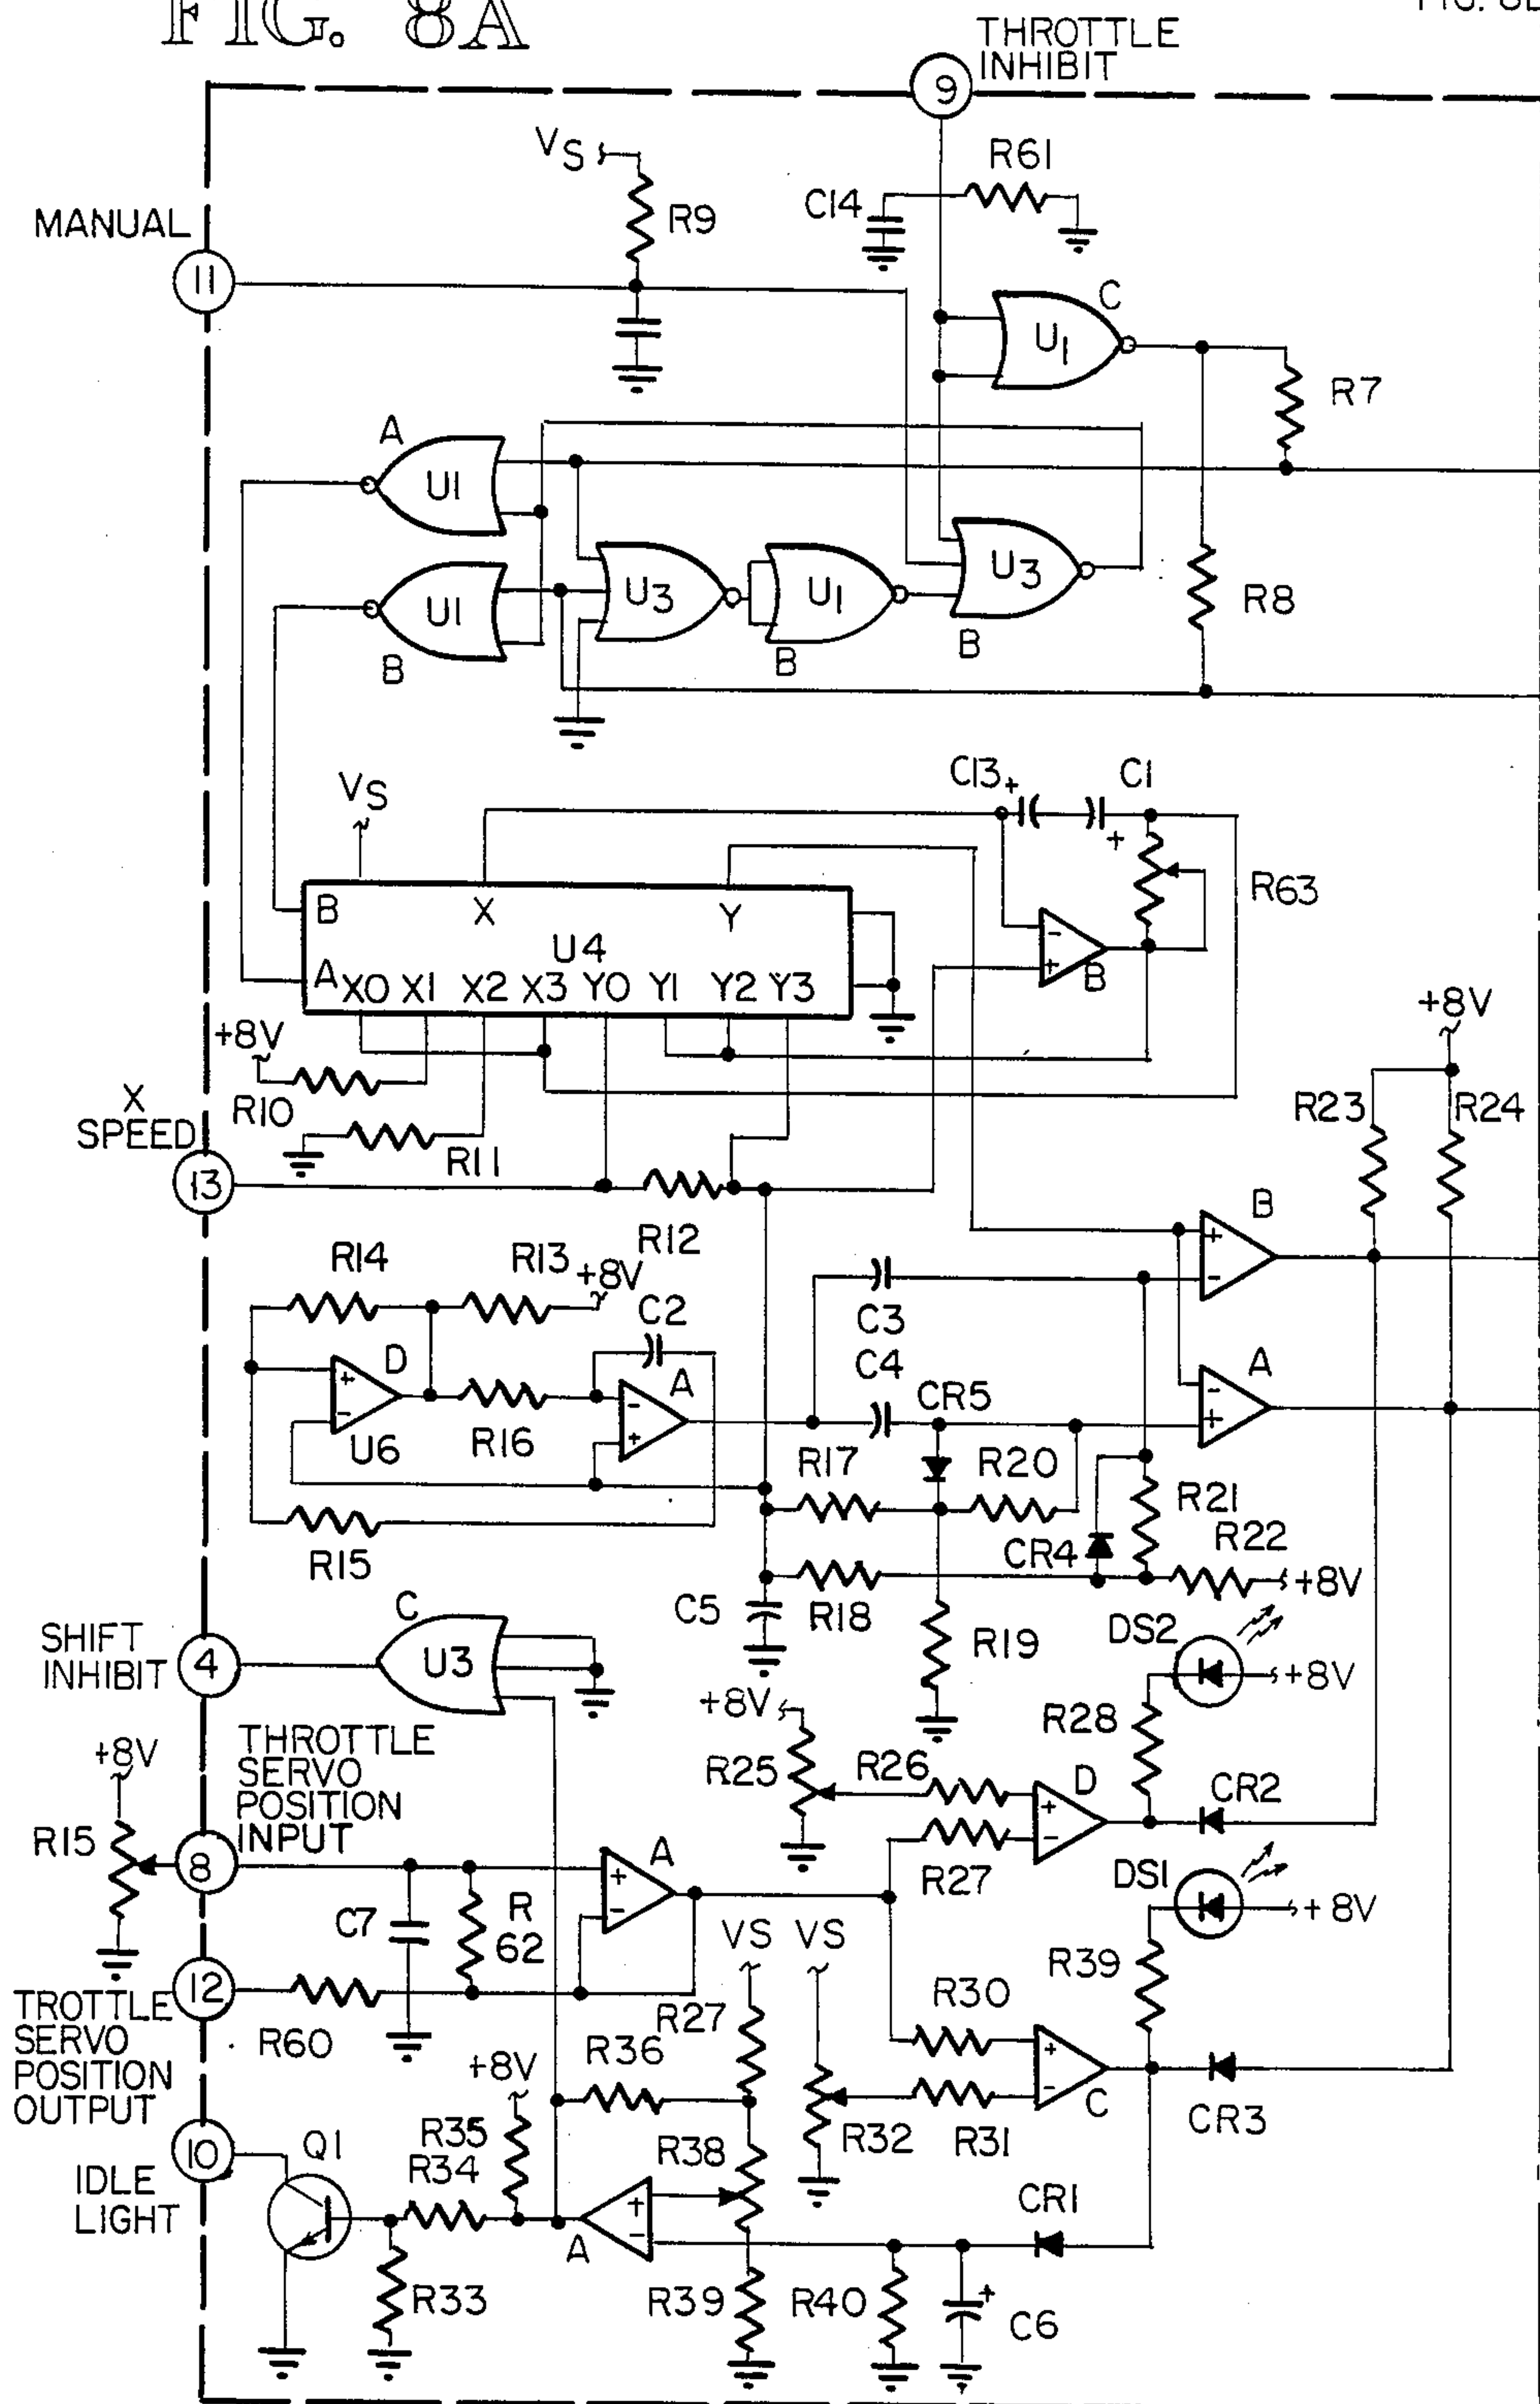 FIG. 8A
THROTTLE
INHIBIT
9
VS
R9
C14
R61
MANUAL
11
C
U1
R7
A
U1
U3
U1
U3
R8
U1
B
B
B
VS
C13
+
C1
+
R63
B
X
Y
U4
A
X0
X1
X2
X3
Y0
Y1
Y2
Y3
-
+
B
+8V
R10
R11
+8V
R23
R24
X
SPEED
13
R12
R14
R13
+8V
C2
B
+
-
C3
C4
D
+
-
U6
R16
A
-
+
CR5
A
-
+
R17
R20
R21
R15
CR4
R22
+8V
C5
R18
R19
C
U3
SHIFT
INHIBIT
4
DS2
+8V
+8V
R25
R26
R27
R28
D
+
-
CR2
+8V
R15
THROTTLE
SERVO
POSITION
INPUT
8
A
+
-
C7
R
62
DS1
+8V
VS
VS
R39
12
TROTTLE
SERVO
POSITION
OUTPUT
R60
R27
R30
+
-
C
CR3
+8V
R36
R32
R31
10
IDLE
LIGHT
Q1
R35
R34
R38
+
-
A
CR1
R33
R39
R40
+
C6